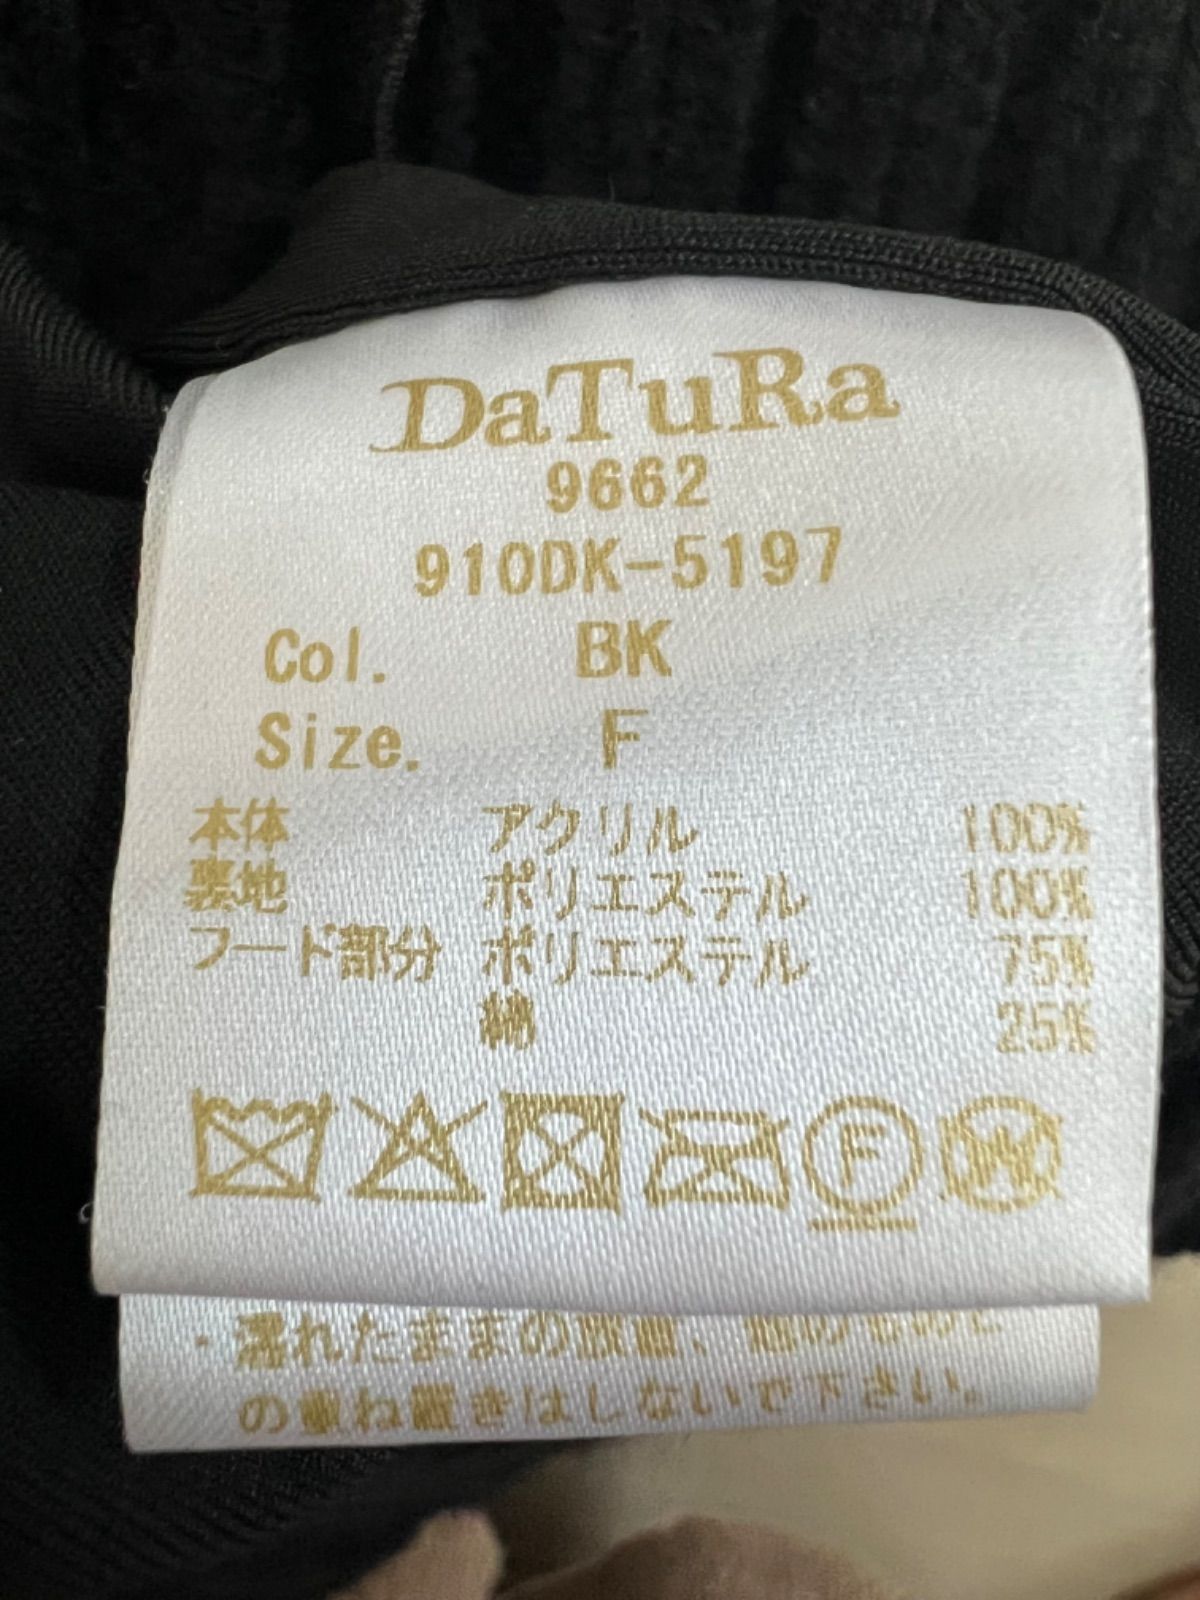 DaTuRa
9662
910DK-5197
Col. BK
Size. F
本体 アクリル 100%
裏地 ポリエステル 100%
フード部分 ポリエステル 75%
綿 25%
F
W
・濡れたままの放置、他のものと
の重ね置きはしないで下さい。